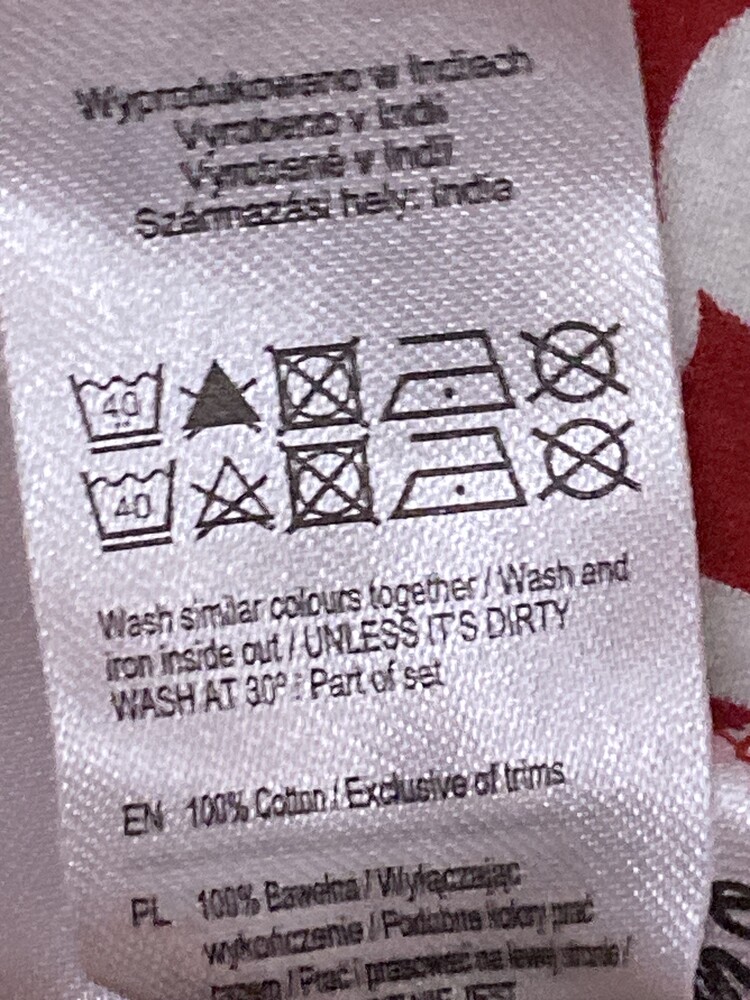 Wyprodukowano w Indiech
Vyrobeno v Indii
Vyrobené v Indii
Származási hely: India
40
40
Wash similar colours together / Wash and
iron inside out / UNLESS IT'S DIRTY
WASH AT 30° : Part of set
EN 100% Cotton / Exclusive of trims
PL 100% Bawełna / Wyłączając
wykończenie / Podobne kolory prać
razem / Prać i prasować na lewej stronie /